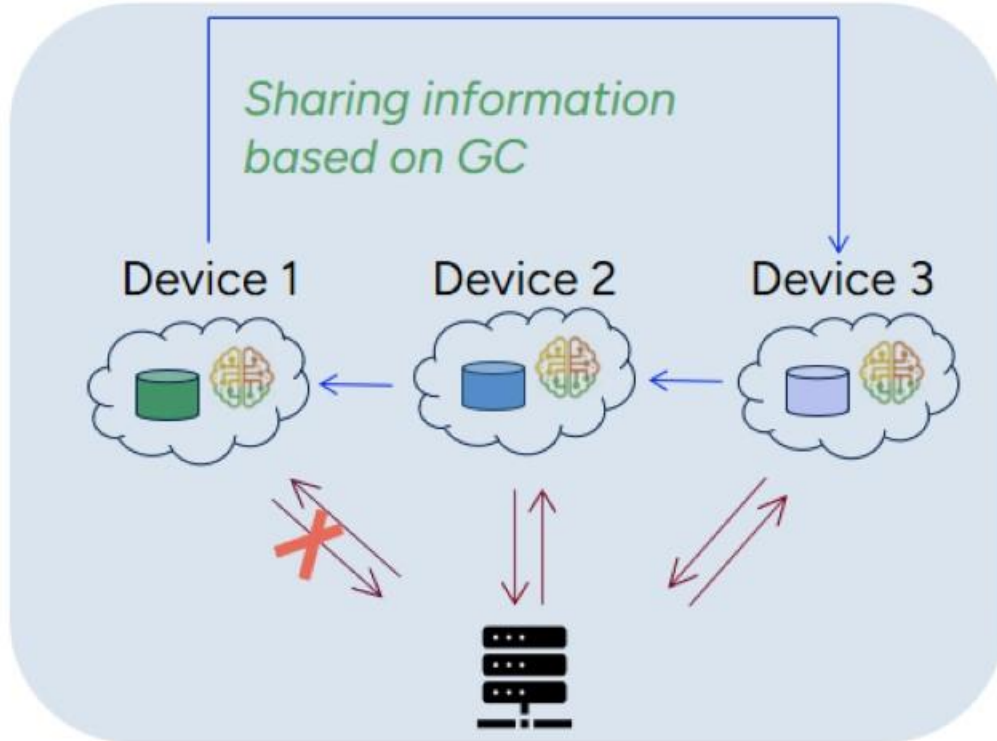 Sharing information
based on GC
Device 1
Device 2
Device 3